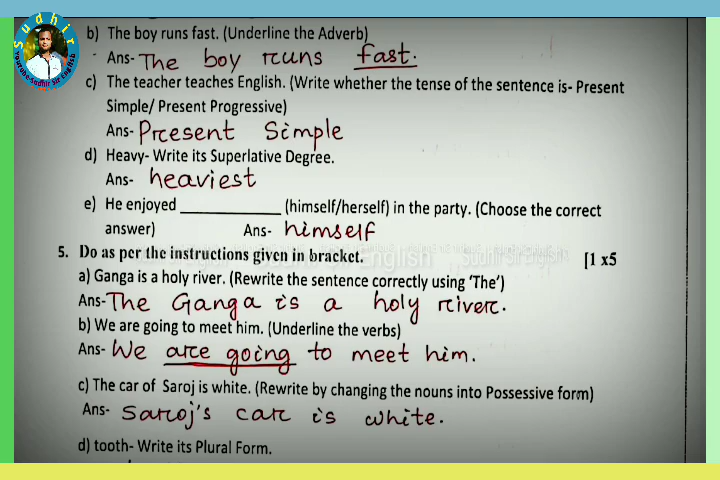 Sudhir
Youtube-Sudhir Sir English
b) The boy runs fast. (Underline the Adverb)
Ans- The boy runs fast.
c) The teacher teaches English. (Write whether the tense of the sentence is- Present
Simple/ Present Progressive)
Ans- Present Simple
d) Heavy- Write its Superlative Degree.
Ans- heaviest
e) He enjoyed ____________ (himself/herself) in the party. (Choose the correct
answer) Ans- himself
5. Do as per the instructions given in bracket. [1 x5
a) Ganga is a holy river. (Rewrite the sentence correctly using ‘The’)
Ans- The Ganga is a holy river.
b) We are going to meet him. (Underline the verbs)
Ans- We are going to meet him.
c) The car of Saroj is white. (Rewrite by changing the nouns into Possessive form)
Ans- Saroj's car is white.
d) tooth- Write its Plural Form.